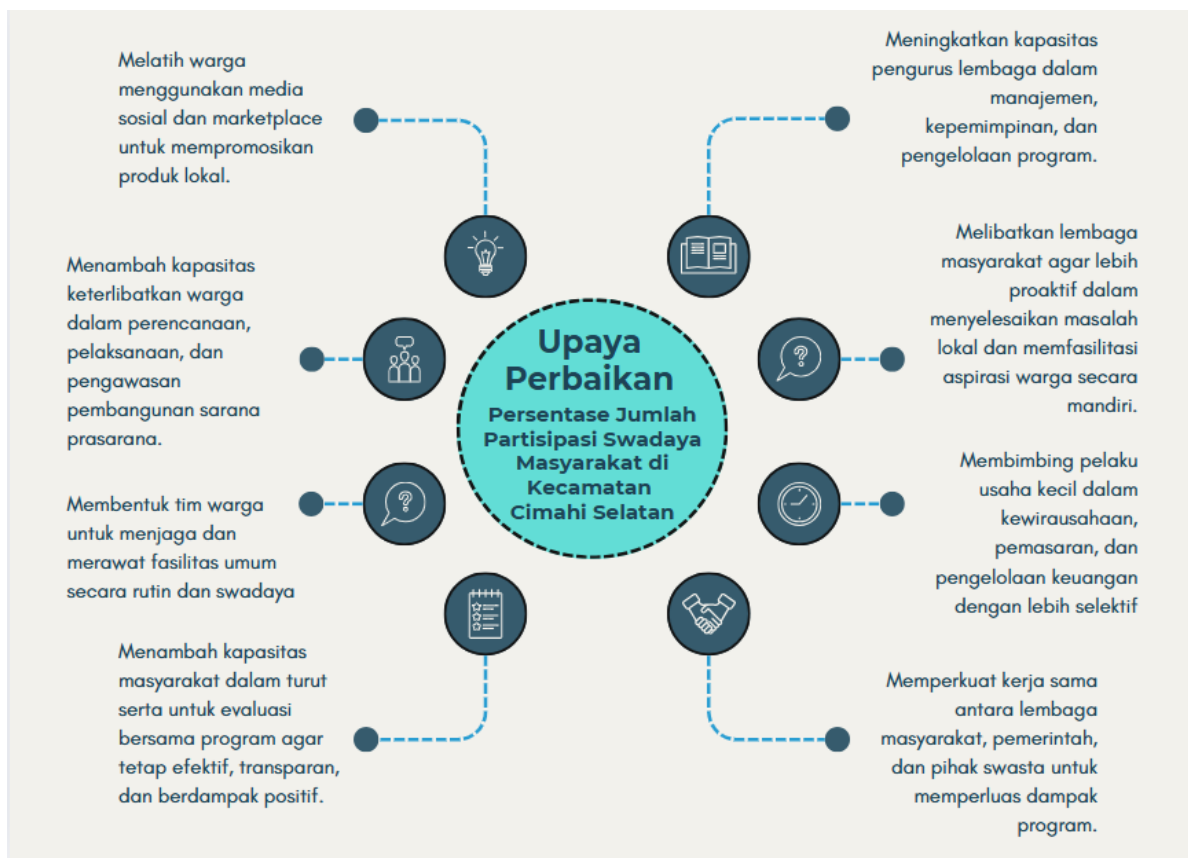 Upaya
Perbaikan
Persentase Jumlah
Partisipasi Swadaya
Masyarakat di
Kecamatan
Cimahi Selatan
Melatih warga
menggunakan media
sosial dan marketplace
untuk mempromosikan
produk lokal.
Menambah kapasitas
keterlibatkan warga
dalam perencanaan,
pelaksanaan, dan
pengawasan
pembangunan sarana
prasarana.
Membentuk tim warga
untuk menjaga dan
merawat fasilitas umum
secara rutin dan swadaya
Menambah kapasitas
masyarakat dalam turut
serta untuk evaluasi
bersama program agar
tetap efektif, transparan,
dan berdampak positif.
Meningkatkan kapasitas
pengurus lembaga dalam
manajemen,
kepemimpinan, dan
pengelolaan program.
Melibatkan lembaga
masyarakat agar lebih
proaktif dalam
menyelesaikan masalah
lokal dan memfasilitasi
aspirasi warga secara
mandiri.
Membimbing pelaku
usaha kecil dalam
kewirausahaan,
pemasaran, dan
pengelolaan keuangan
dengan lebih selektif
Memperkuat kerja sama
antara lembaga
masyarakat, pemerintah,
dan pihak swasta untuk
memperluas dampak
program.